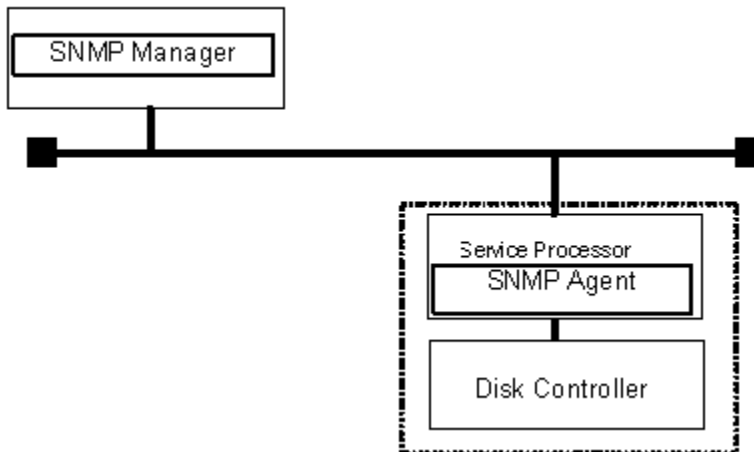 SNMP Manager
Service Processor
SNMP Agent
Disk Controller